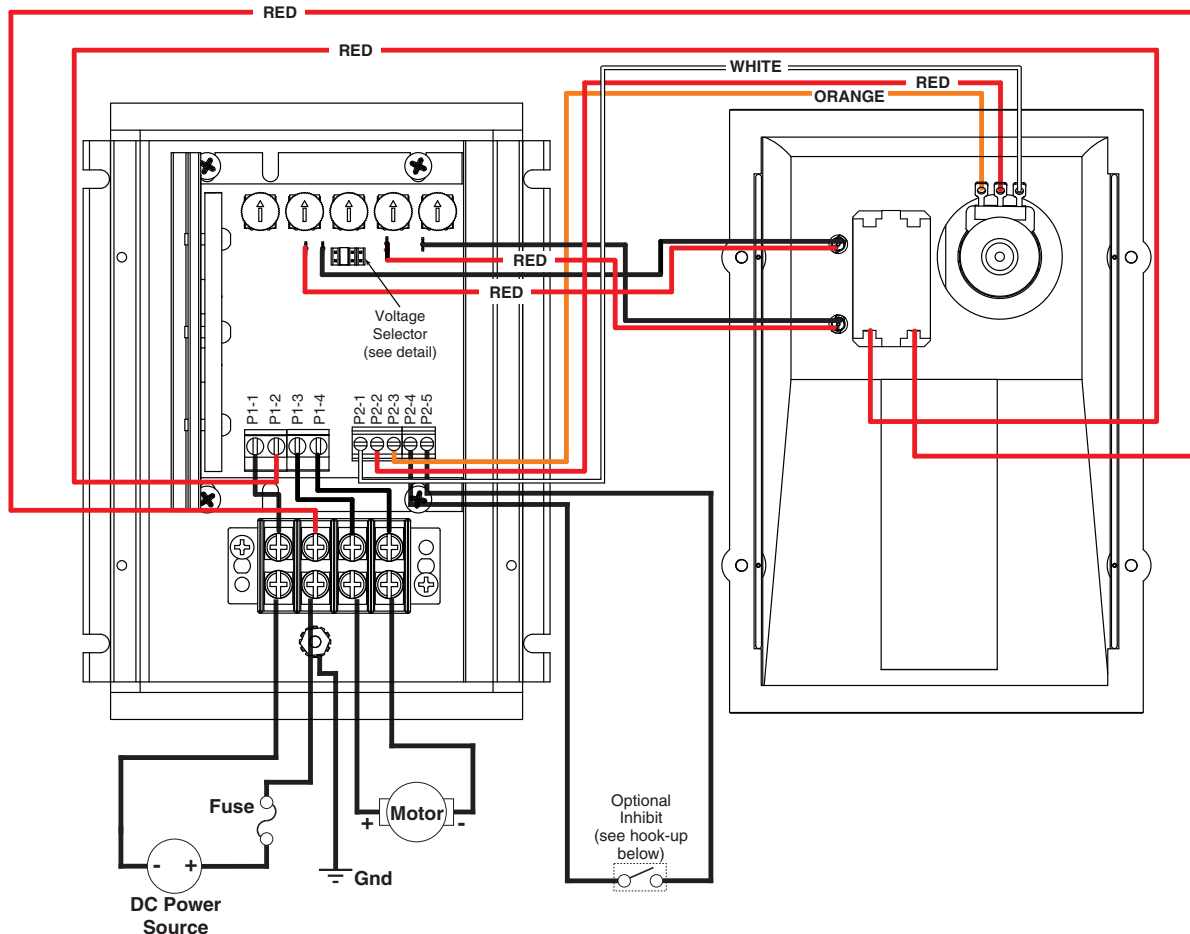 RED
RED
WHITE
RED
ORANGE
RED
RED
Voltage
Selector
(see detail)
P1-1
P1-2
P1-3
P1-4
P2-1
P2-2
P2-3
P2-4
P2-5
Fuse
+
Motor
-
Optional
Inhibit
(see hook-up
below)
-
+
Gnd
DC Power
Source